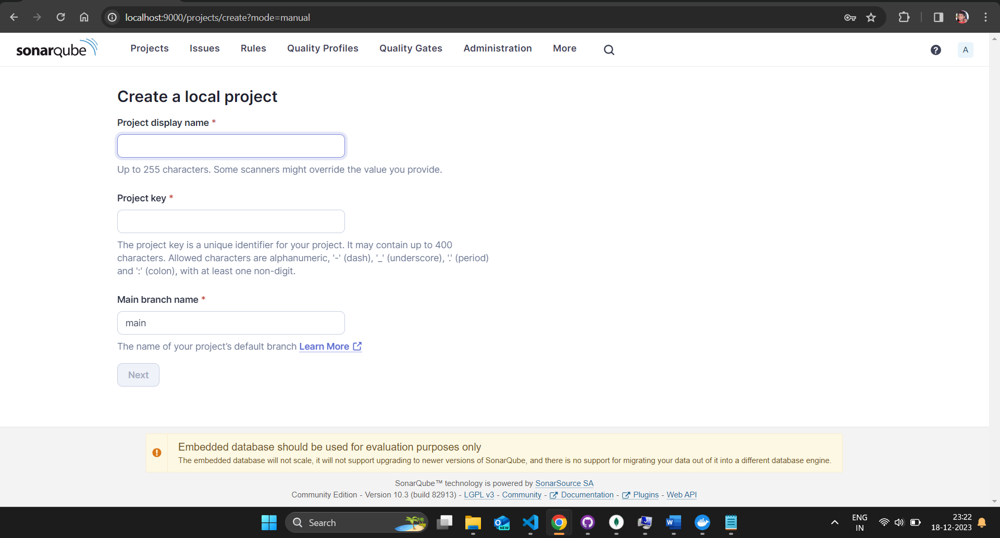 localhost:9000/projects/create?mode=manual
sonarqube
Projects Issues Rules Quality Profiles Quality Gates Administration More
? A
Create a local project
Project display name *
Up to 255 characters. Some scanners might override the value you provide.
Project key *
The project key is a unique identifier for your project. It may contain up to 400
characters. Allowed characters are alphanumeric, '-' (dash), '_' (underscore), '.' (period)
and ':' (colon), with at least one non-digit.
Main branch name *
main
The name of your project's default branch Learn More
Next
Embedded database should be used for evaluation purposes only
The embedded database will not scale, it will not support upgrading to newer versions of SonarQube, and there is no support for migrating your data out of it into a different database engine.
SonarQube™ technology is powered by SonarSource SA
Community Edition - Version 10.3 (build 82913) - LGPL v3 - Community - Documentation - Plugins - Web API
Search
NEW
W
ENG
IN
23:22
18-12-2023